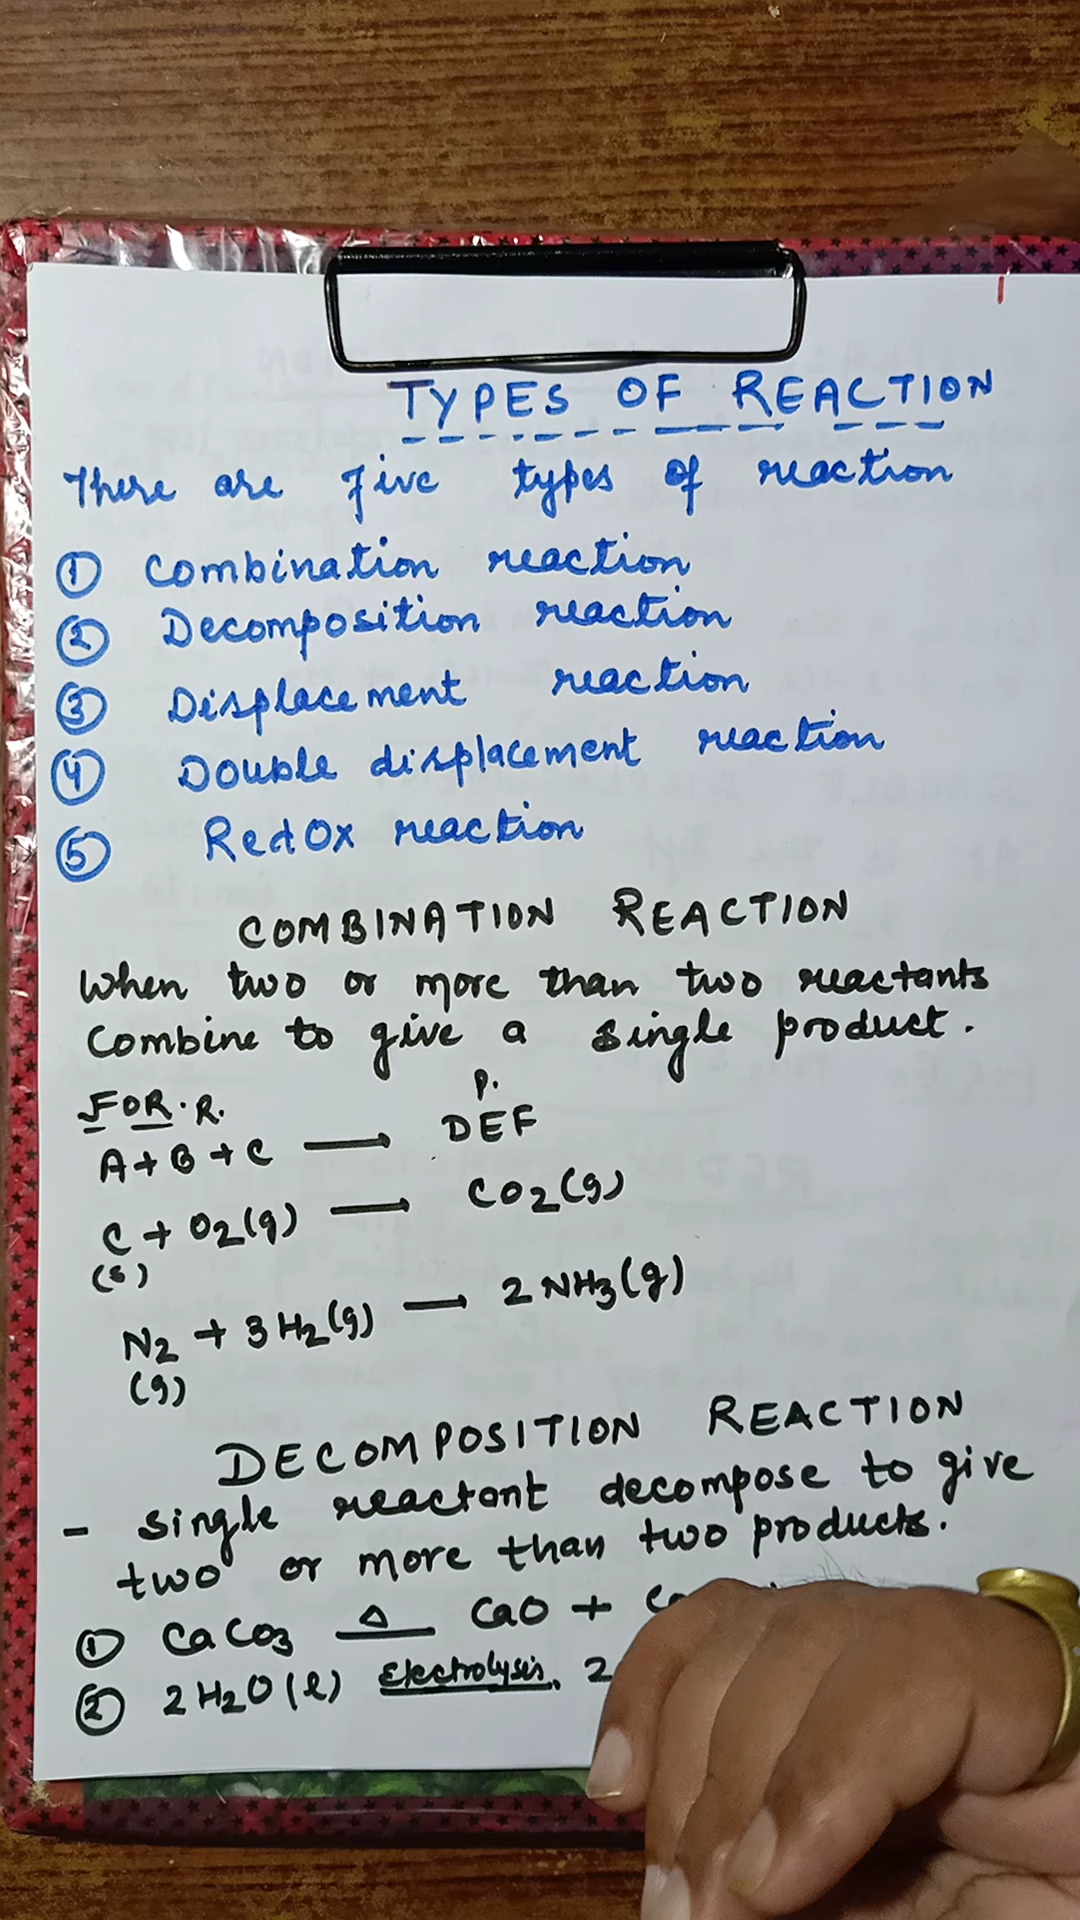 TYPES OF REACTION
There are five types of reaction
① Combination reaction
② Decomposition reaction
③ Displacement reaction
④ Double displacement reaction
⑤ RedOx reaction
COMBINATION REACTION
When two or more than two reactants
Combine to give a single product.
FOR. R. P.
A+B+C ⟶ DEF
C + O2(g) ⟶ CO2(g)
(s)
N2 + 3H2(g) ⟶ 2NH3(g)
(g)
DECOMPOSITION REACTION
- single reactant decompose to give
two or more than two products.
① CaCO3 Δ CaO +
② 2H2O(l) Electrolysis 2